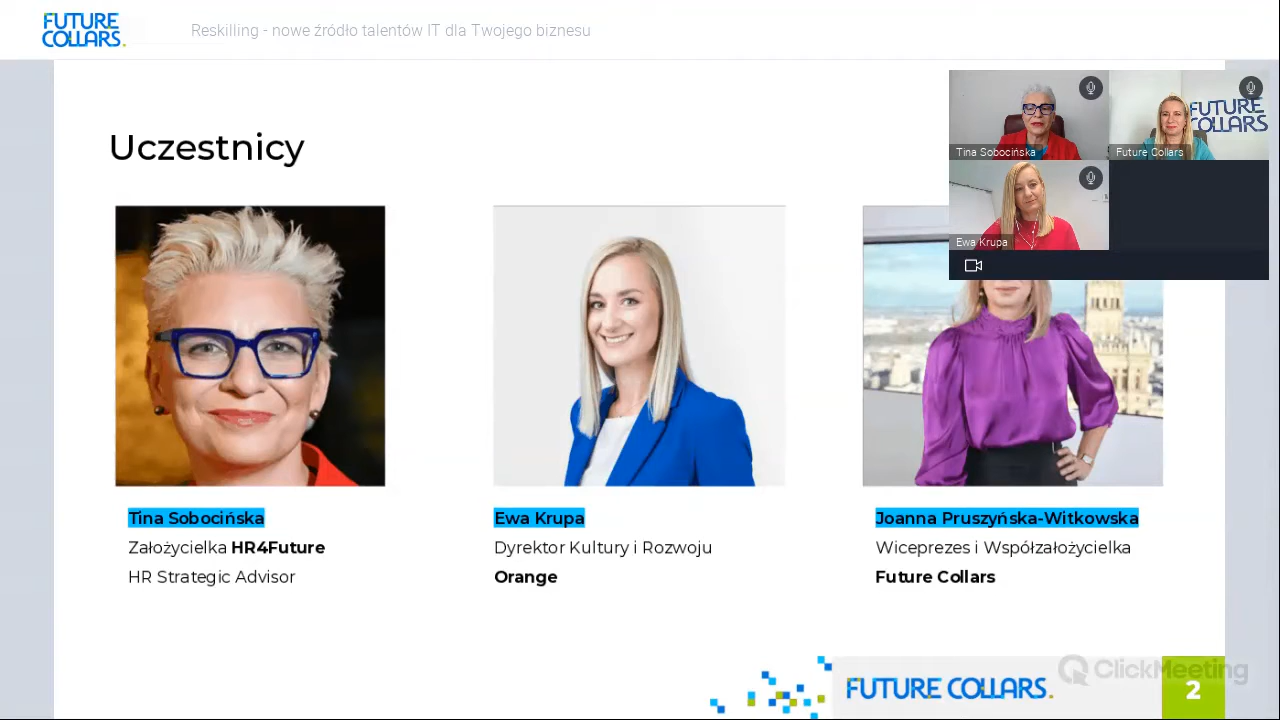 FUTURE
COLLARS.
Reskilling - nowe źródło talentów IT dla Twojego biznesu
Uczestnicy
Tina Sobocińska
Future Collars
FUTURE
COLLARS
Ewa Krupa
Tina Sobocińska
Założycielka HR4Future
HR Strategic Advisor
Ewa Krupa
Dyrektor Kultury i Rozwoju
Orange
Joanna Pruszyńska-Witkowska
Wiceprezes i Współzałożycielka
Future Collars
FUTURE COLLARS.
ClickMeeting
2